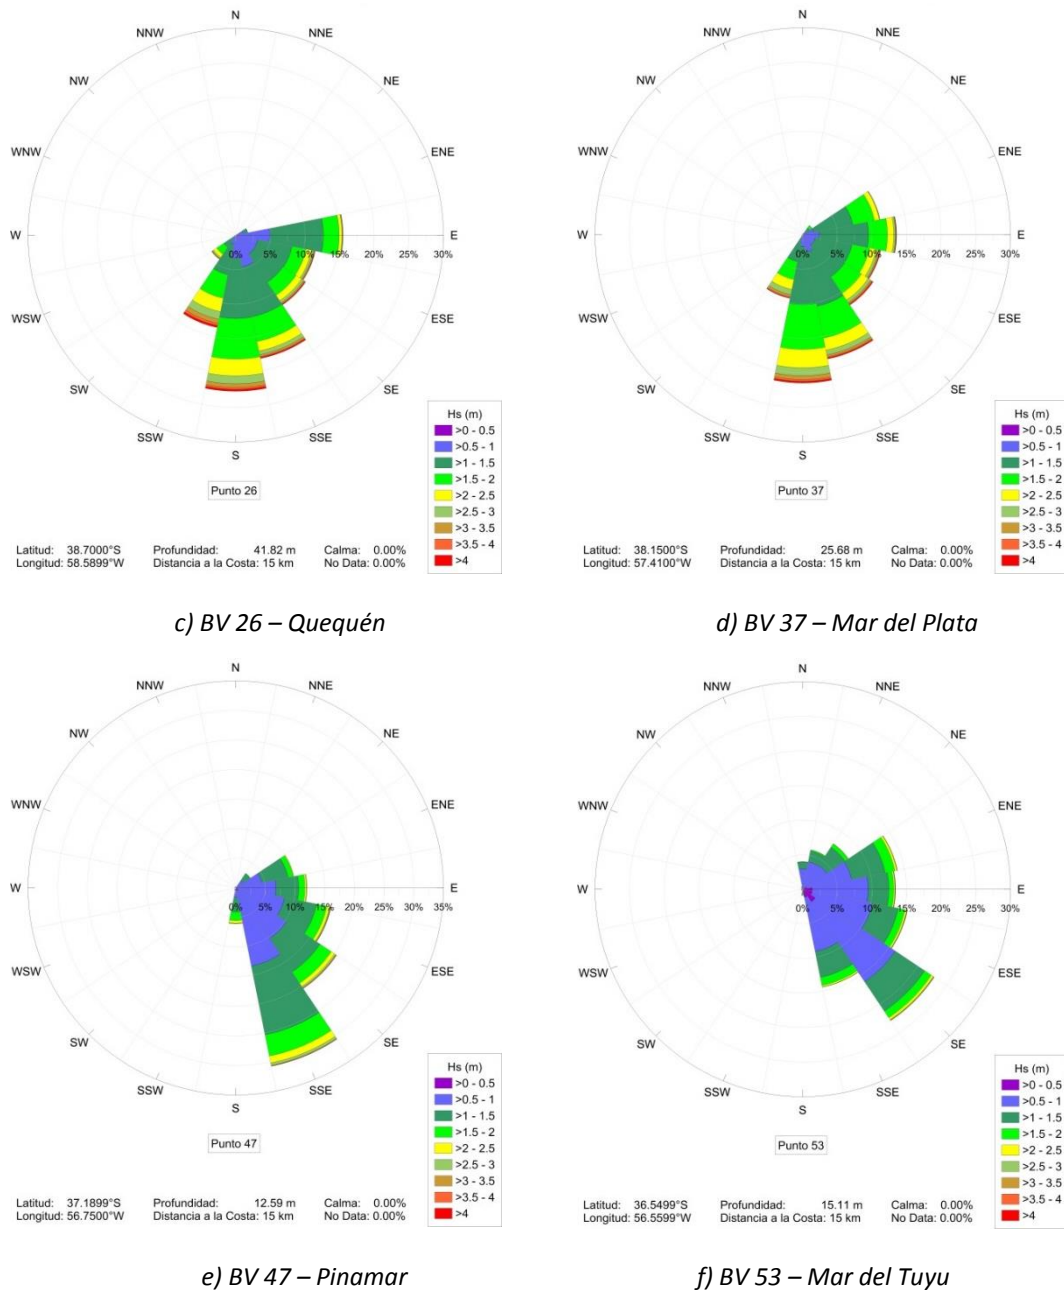 N
NNW
NNE
NW
NE
WNW
ENE
W
0% 5% 10% 15% 20% 25% 30%
E
WSW
ESE
SW
SE
SSW
SSE
S
Punto 26
Hs (m)
>0 - 0.5
>0.5 - 1
>1 - 1.5
>1.5 - 2
>2 - 2.5
>2.5 - 3
>3 - 3.5
>3.5 - 4
>4
Latitud: 38.7000°S Profundidad: 41.82 m Calma: 0.00%
Longitud: 58.5899°W Distancia a la Costa: 15 km No Data: 0.00%
c) BV 26 – Quequén
N
NNW
NNE
NW
NE
WNW
ENE
W
0% 5% 10% 15% 20% 25% 30%
E
WSW
ESE
SW
SE
SSW
SSE
S
Punto 37
Hs (m)
>0 - 0.5
>0.5 - 1
>1 - 1.5
>1.5 - 2
>2 - 2.5
>2.5 - 3
>3 - 3.5
>3.5 - 4
>4
Latitud: 38.1500°S Profundidad: 25.68 m Calma: 0.00%
Longitud: 57.4100°W Distancia a la Costa: 15 km No Data: 0.00%
d) BV 37 – Mar del Plata
N
NNW
NNE
NW
NE
WNW
ENE
W
0% 5% 10% 15% 20% 25% 30% 35%
E
WSW
ESE
SW
SE
SSW
SSE
S
Punto 47
Hs (m)
>0 - 0.5
>0.5 - 1
>1 - 1.5
>1.5 - 2
>2 - 2.5
>2.5 - 3
>3 - 3.5
>3.5 - 4
>4
Latitud: 37.1899°S Profundidad: 12.59 m Calma: 0.00%
Longitud: 56.7500°W Distancia a la Costa: 15 km No Data: 0.00%
e) BV 47 – Pinamar
N
NNW
NNE
NW
NE
WNW
ENE
W
0% 5% 10% 15% 20% 25% 30%
E
WSW
ESE
SW
SE
SSW
SSE
S
Punto 53
Hs (m)
>0 - 0.5
>0.5 - 1
>1 - 1.5
>1.5 - 2
>2 - 2.5
>2.5 - 3
>3 - 3.5
>3.5 - 4
>4
Latitud: 36.5499°S Profundidad: 15.11 m Calma: 0.00%
Longitud: 56.5599°W Distancia a la Costa: 15 km No Data: 0.00%
f) BV 53 – Mar del Tuyu